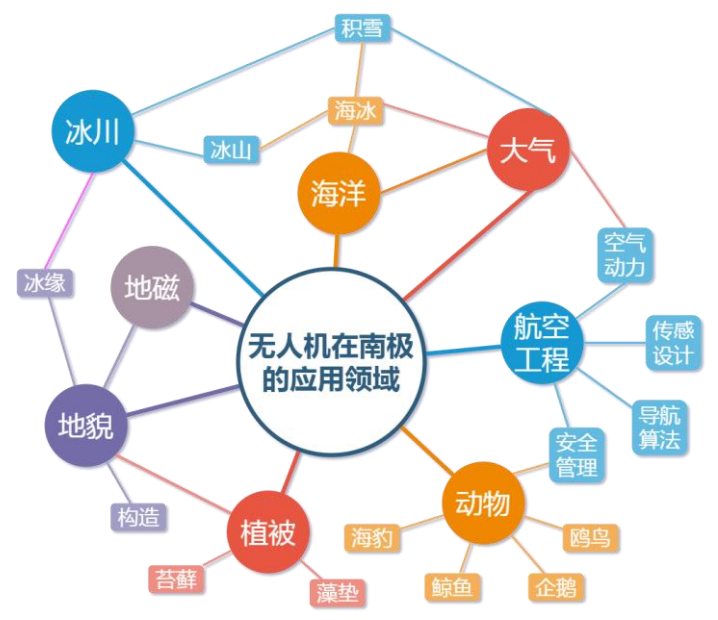 积雪
海冰
冰川
冰山
大气
海洋
空气
动力
冰缘
地磁
无人机在南极
的应用领域
航空
工程
传感
设计
地貌
导航
算法
安全
管理
构造
植被
动物
海豹
鸥鸟
苔藓
藻垫
鲸鱼
企鹅